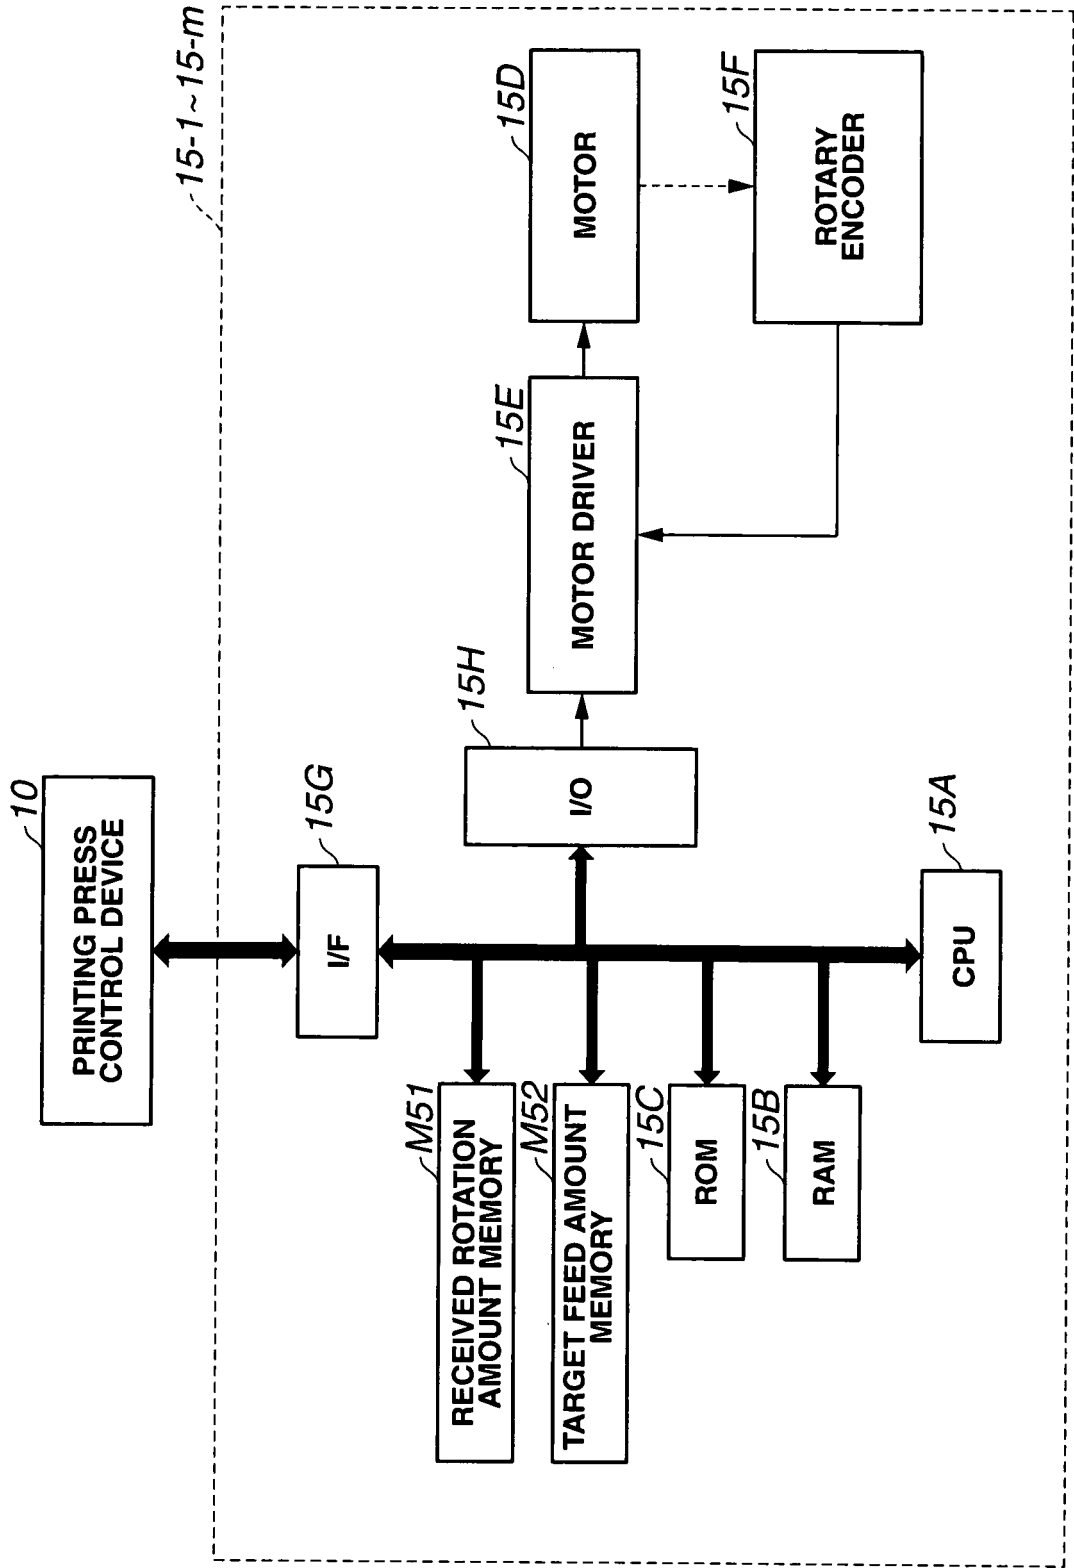 10
PRINTING PRESS
CONTROL DEVICE
15-1~15-m
15G
I/F
M51
RECEIVED ROTATION
AMOUNT MEMORY
M52
TARGET FEED AMOUNT
MEMORY
15C
ROM
15B
RAM
15A
CPU
15H
I/O
15E
MOTOR DRIVER
15D
MOTOR
15F
ROTARY
ENCODER